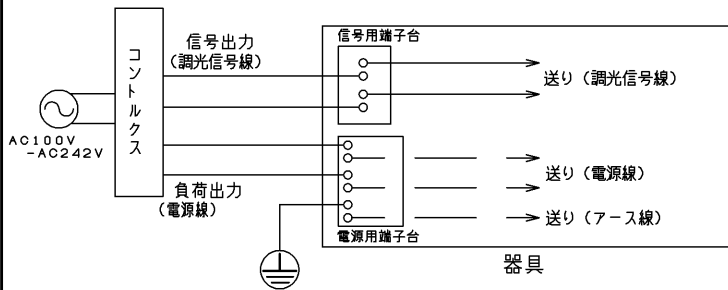 信号出力
(調光信号線)
コントルクス
AC100V
-AC242V
負荷出力
(電源線)
信号用端子台
送り(調光信号線)
送り(電源線)
送り(アース線)
電源用端子台
器具